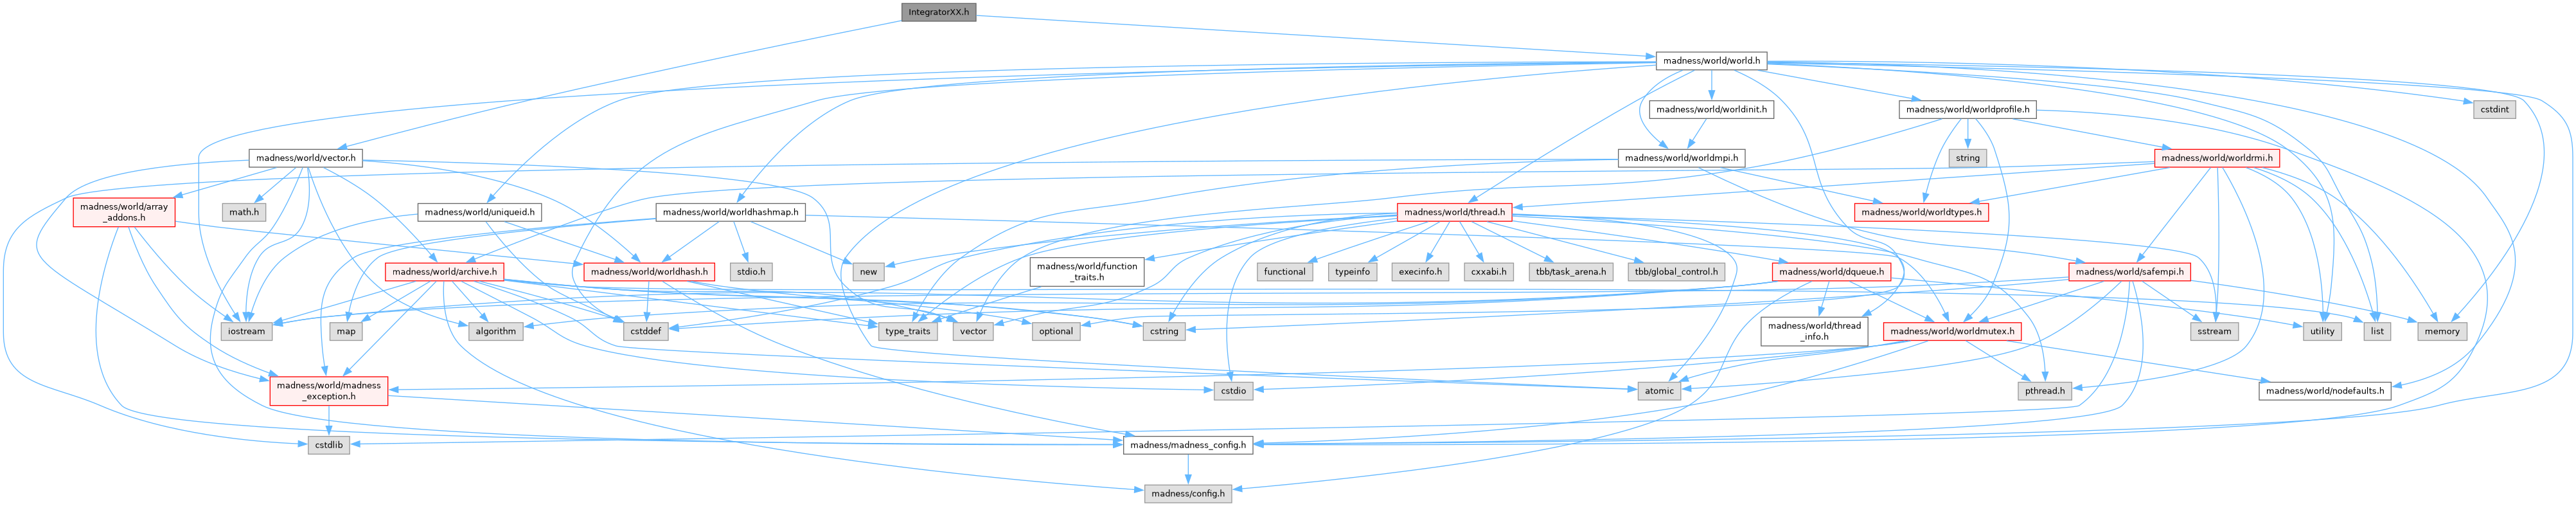 IntegratorXX.h
madness/world/world.h
madness/world/worldinit.h
madness/world/worldprofile.h
cstdint
madness/world/vector.h
madness/world/worldmpi.h
string
madness/world/worldrmi.h
madness/world/array
_addons.h
math.h
madness/world/uniqueid.h
madness/world/worldhashmap.h
madness/world/thread.h
madness/world/worldtypes.h
madness/world/archive.h
madness/world/worldhash.h
stdio.h
new
madness/world/function
_traits.h
functional
typeinfo
execinfo.h
cxxabi.h
tbb/task_arena.h
tbb/global_control.h
madness/world/dqueue.h
madness/world/safempi.h
iostream
map
algorithm
cstddef
type_traits
vector
optional
cstring
madness/world/thread
_info.h
madness/world/worldmutex.h
sstream
utility
list
memory
madness/world/madness
_exception.h
cstdio
atomic
pthread.h
madness/world/nodefaults.h
cstdlib
madness/madness_config.h
madness/config.h